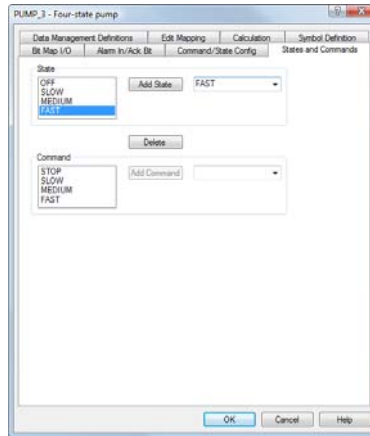 PUMP_3 - Four-state pump
Data Management Definitions Edit Mapping Calculation Symbol Definition
Bit Map I/O Alarm In/Ack Bit Command/State Config States and Commands
State
OFF
SLOW
MEDIUM
FAST
Add State FAST
Delete
Command
STOP
SLOW
MEDIUM
FAST
Add Command
OK Cancel Help